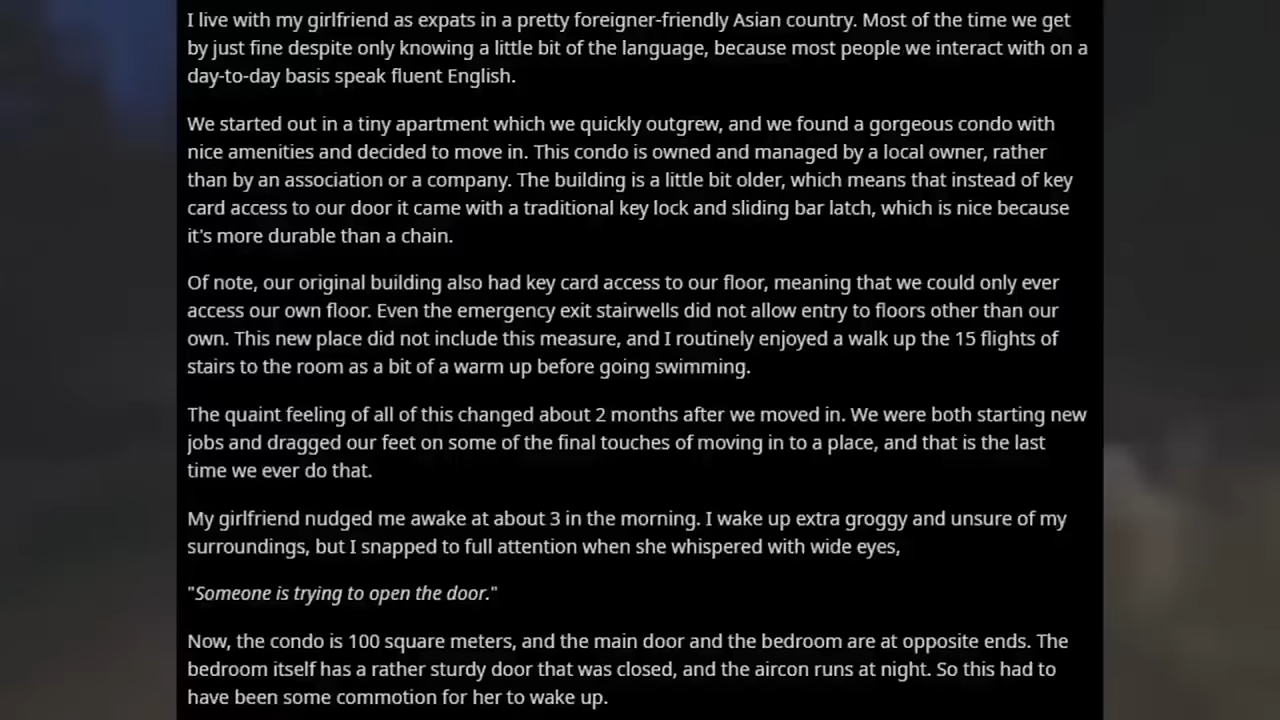 I live with my girlfriend as expats in a pretty foreigner-friendly Asian country. Most of the time we get
by just fine despite only knowing a little bit of the language, because most people we interact with on a
day-to-day basis speak fluent English.
We started out in a tiny apartment which we quickly outgrew, and we found a gorgeous condo with
nice amenities and decided to move in. This condo is owned and managed by a local owner, rather
than by an association or a company. The building is a little bit older, which means that instead of key
card access to our door it came with a traditional key lock and sliding bar latch, which is nice because
it's more durable than a chain.
Of note, our original building also had key card access to our floor, meaning that we could only ever
access our own floor. Even the emergency exit stairwells did not allow entry to floors other than our
own. This new place did not include this measure, and I routinely enjoyed a walk up the 15 flights of
stairs to the room as a bit of a warm up before going swimming.
The quaint feeling of all of this changed about 2 months after we moved in. We were both starting new
jobs and dragged our feet on some of the final touches of moving in to a place, and that is the last
time we ever do that.
My girlfriend nudged me awake at about 3 in the morning. I wake up extra groggy and unsure of my
surroundings, but I snapped to full attention when she whispered with wide eyes,
"Someone is trying to open the door."
Now, the condo is 100 square meters, and the main door and the bedroom are at opposite ends. The
bedroom itself has a rather sturdy door that was closed, and the aircon runs at night. So this had to
have been some commotion for her to wake up.